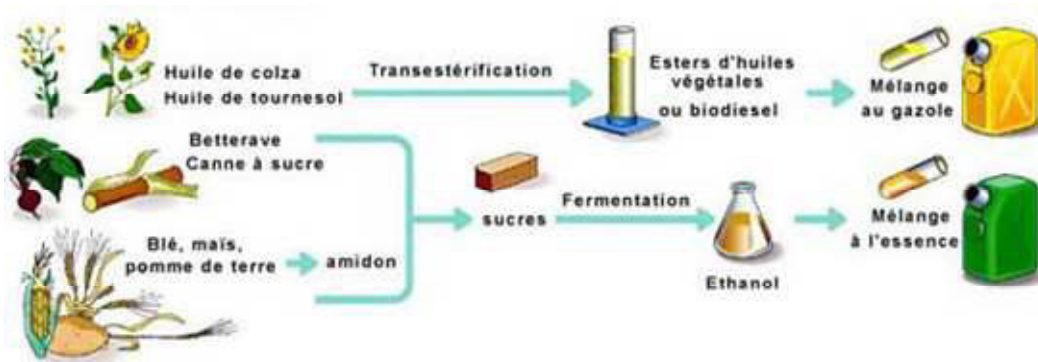 Huile de colza
Huile de tournesol
Transestérification
Esters d'huiles
végétales
ou biodiesel
Mélange
au gazole
Betterave
Canne à sucre
sucres
Fermentation
Ethanol
Mélange
à l'essence
Blé, maïs,
pomme de terre
amidon